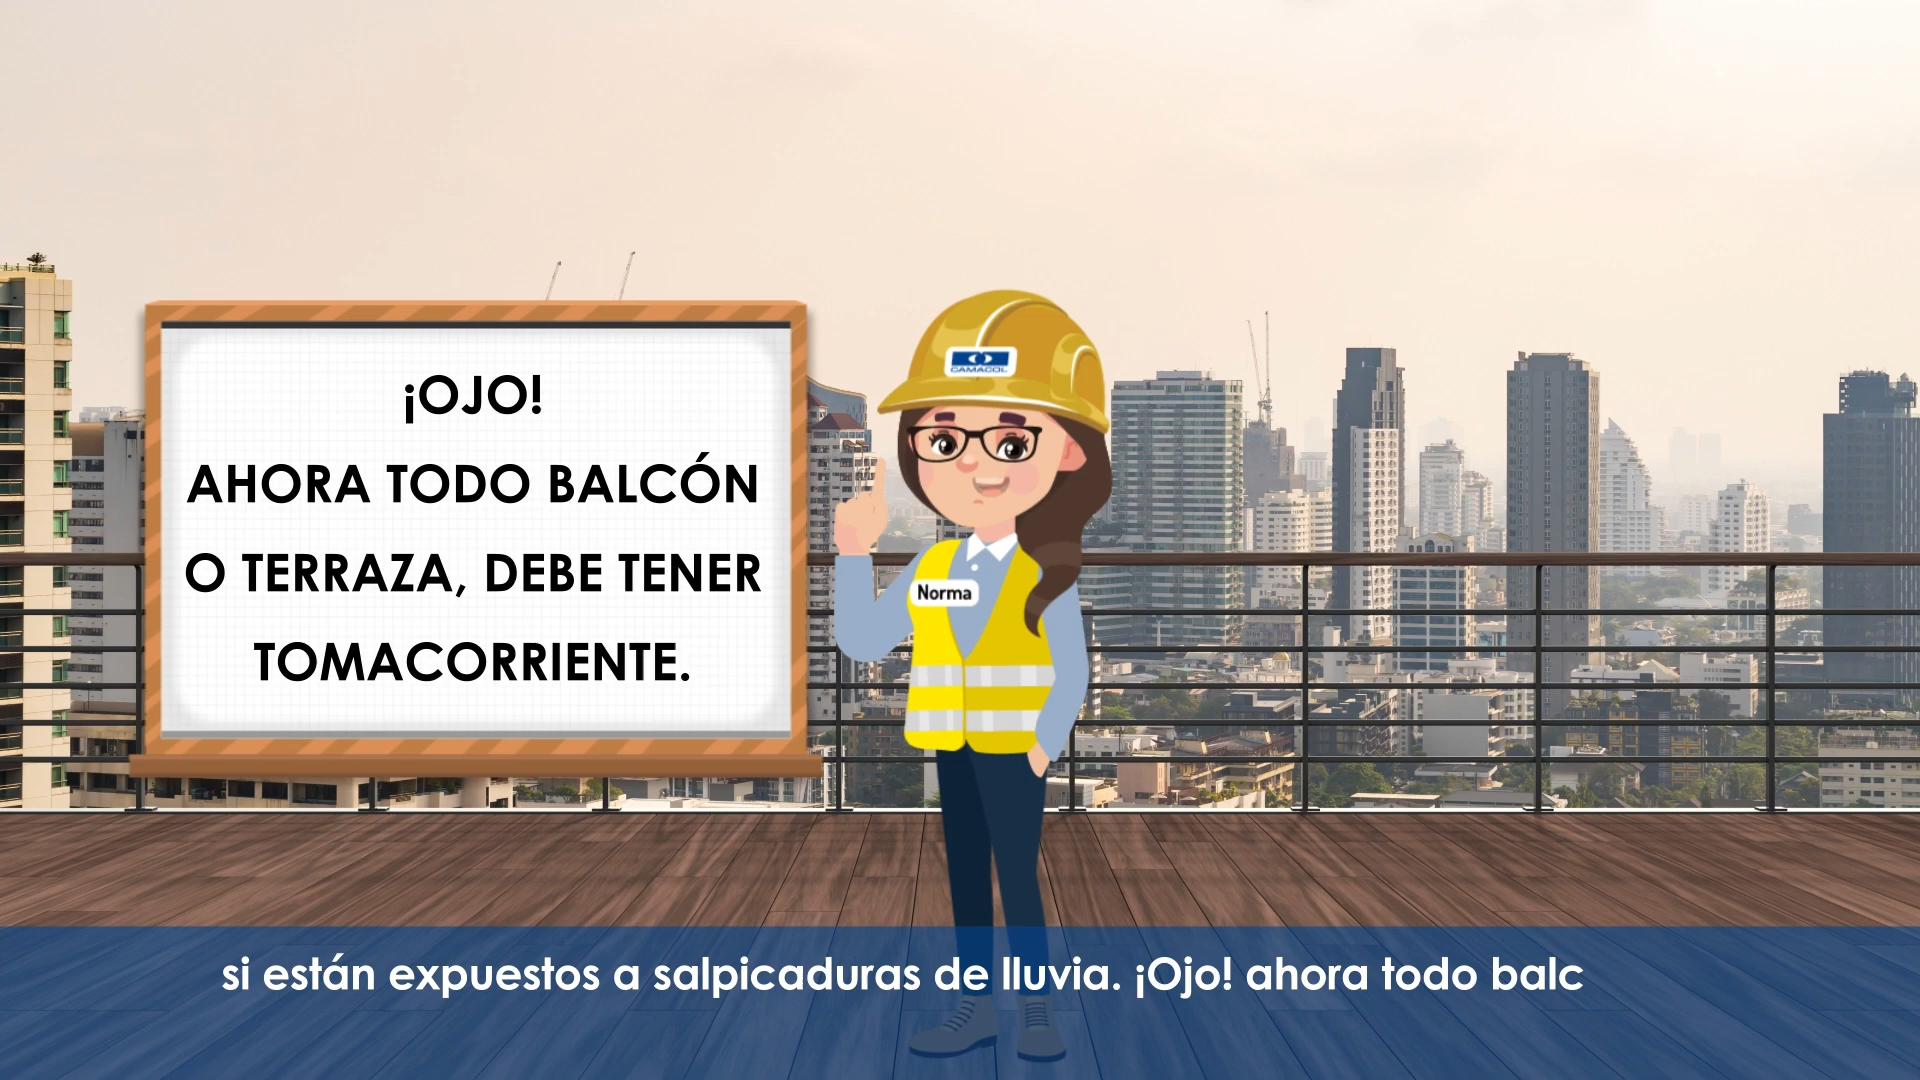 ¡OJO!
AHORA TODO BALCÓN
O TERRAZA, DEBE TENER
TOMACORRIENTE.
CAMACOL
Norma
si están expuestos a salpicaduras de lluvia. ¡Ojo! ahora todo balc